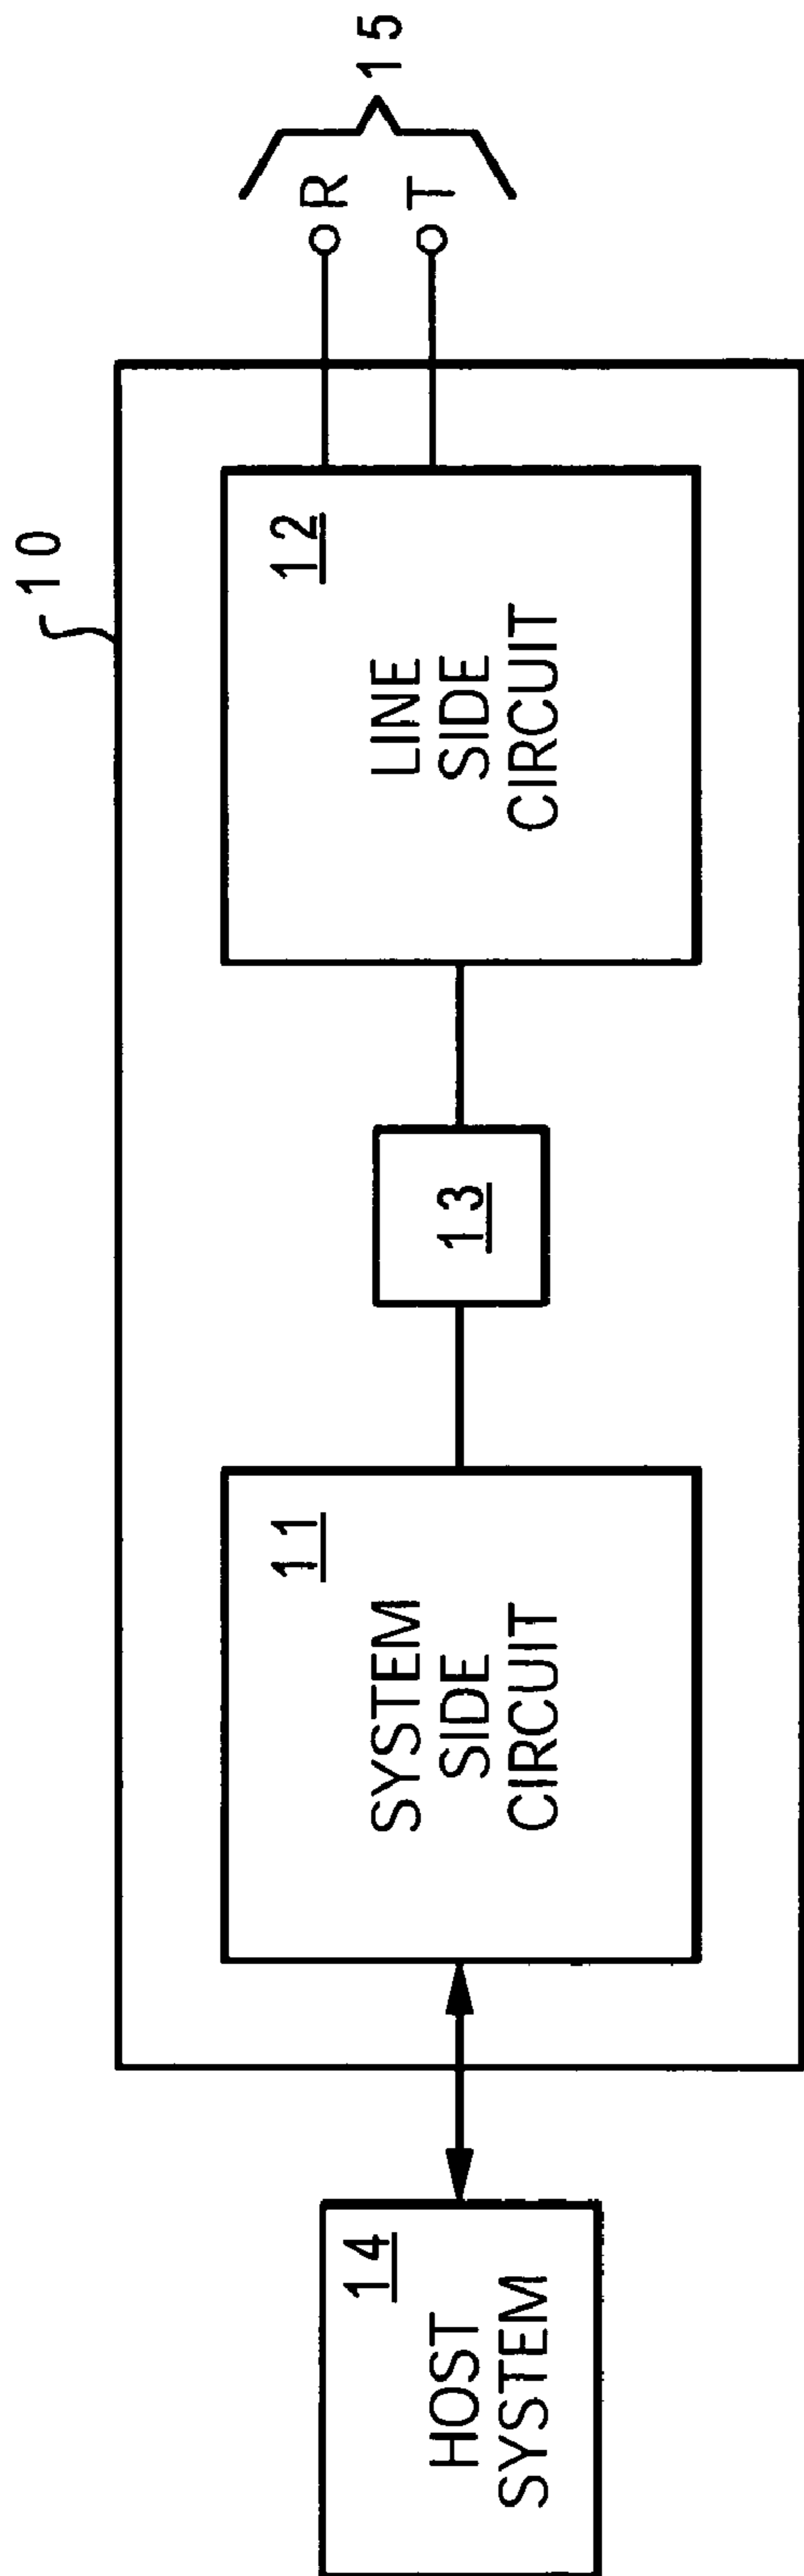 10
14
HOST
SYSTEM
11
SYSTEM
SIDE
CIRCUIT
13
12
LINE
SIDE
CIRCUIT
R
T
15